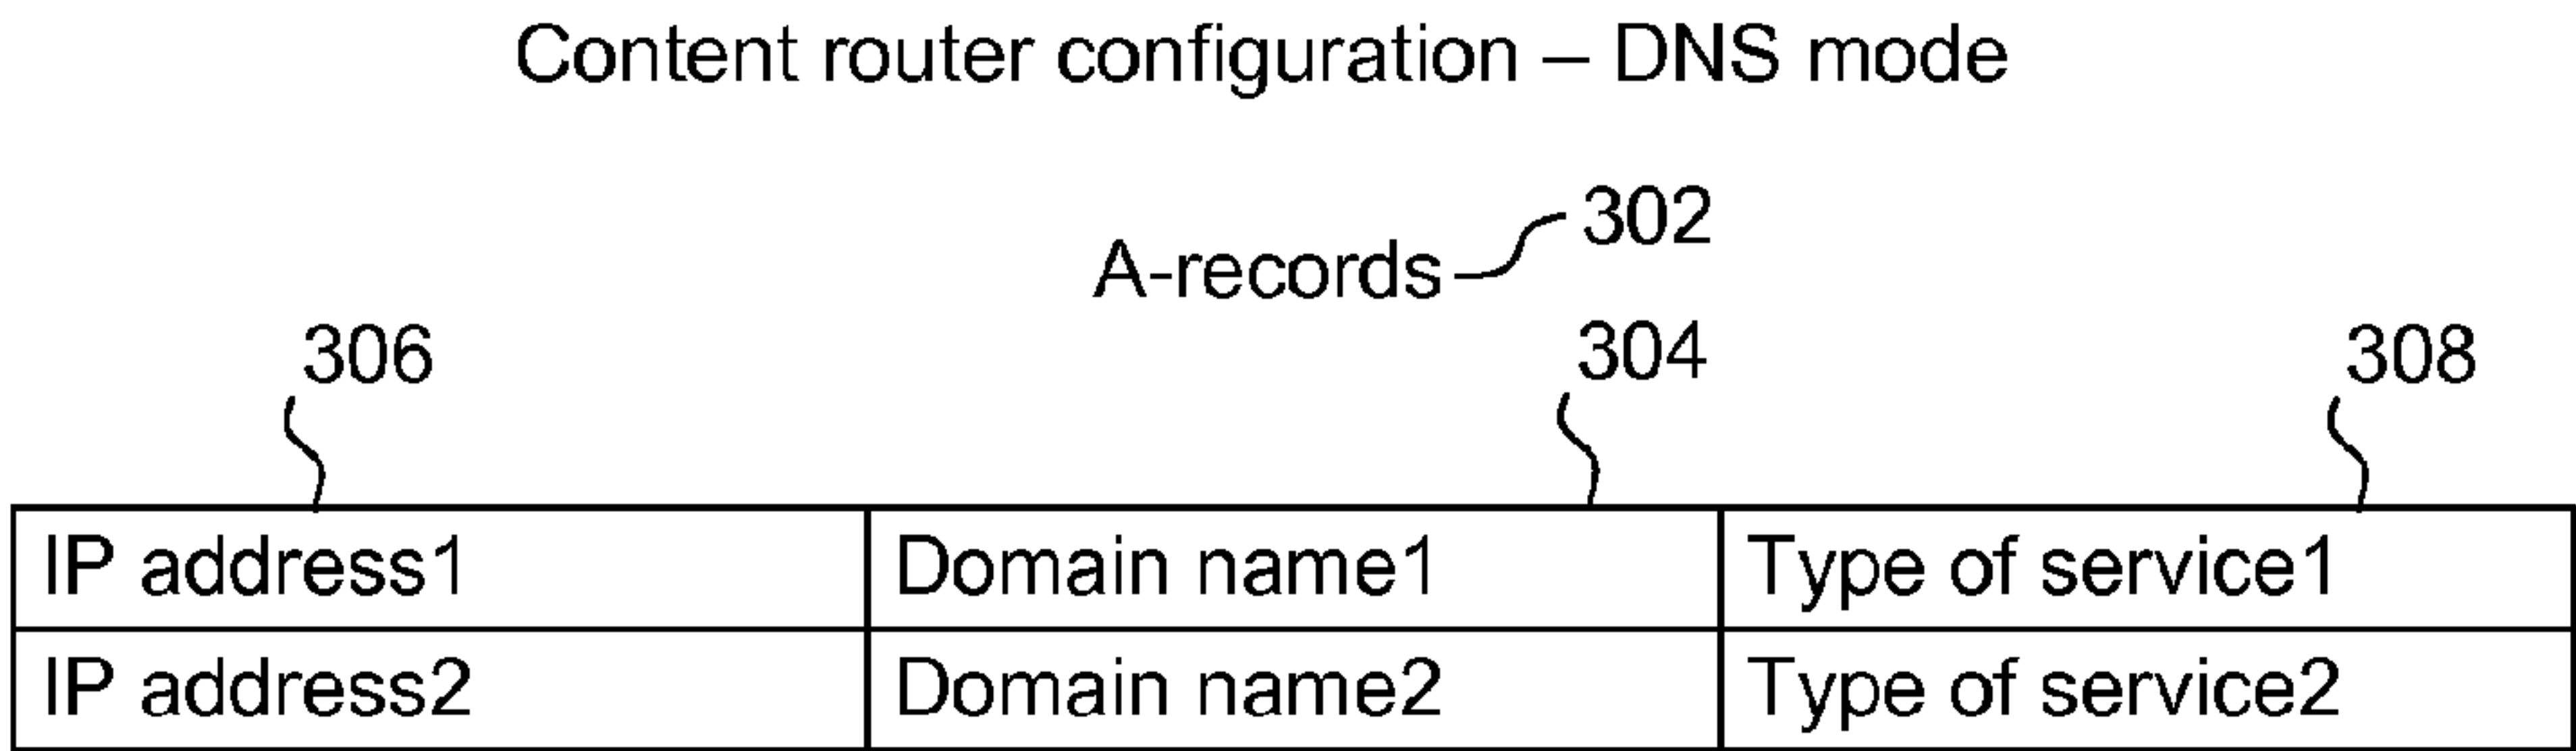 Content router configuration – DNS mode
302
A-records
306 304 308
IP address1 Domain name1 Type of service1
IP address2 Domain name2 Type of service2